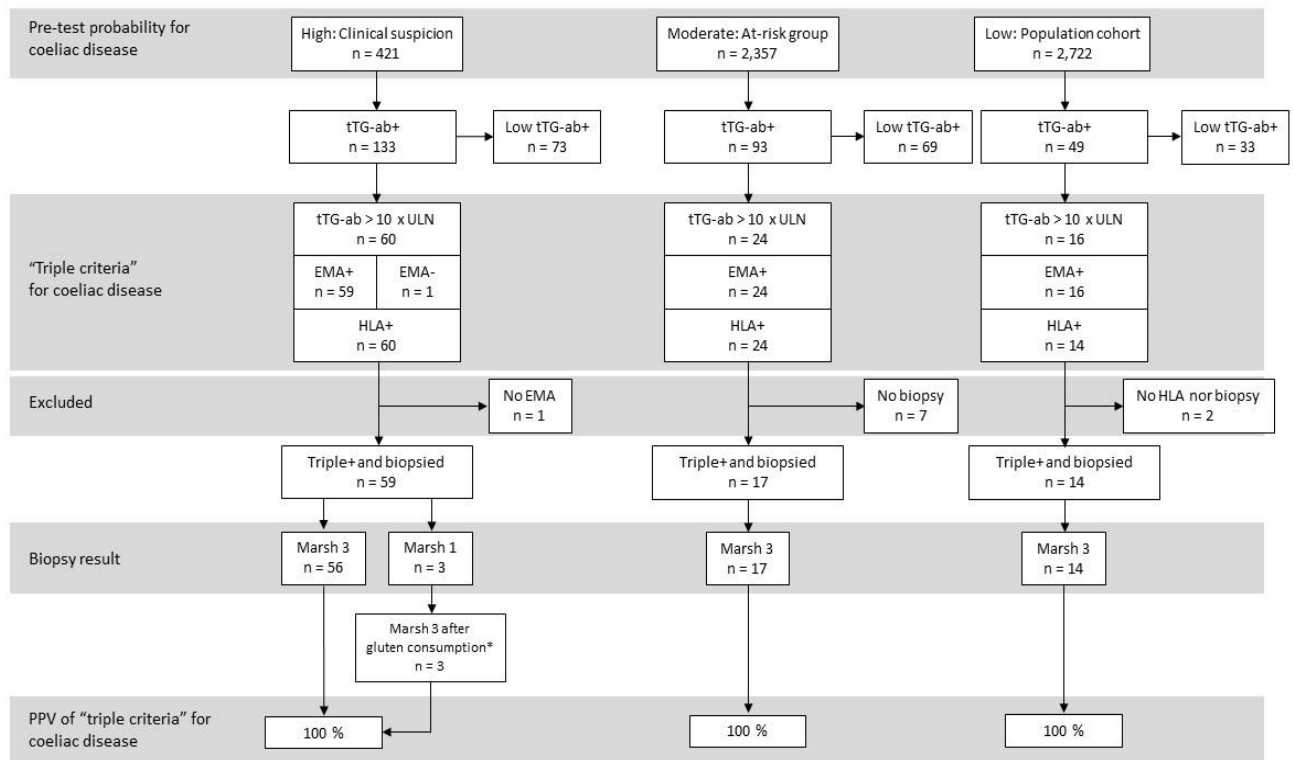 Pre-test probability for
coeliac disease
High: Clinical suspicion
n = 421
Moderate: At-risk group
n = 2,357
Low: Population cohort
n = 2,722
tTG-ab+
n = 133
Low tTG-ab+
n = 73
tTG-ab+
n = 93
Low tTG-ab+
n = 69
tTG-ab+
n = 49
Low tTG-ab+
n = 33
"Triple criteria"
for coeliac disease
tTG-ab > 10 x ULN
n = 60
EMA+
n = 59
EMA-
n = 1
HLA+
n = 60
tTG-ab > 10 x ULN
n = 24
EMA+
n = 24
HLA+
n = 24
tTG-ab > 10 x ULN
n = 16
EMA+
n = 16
HLA+
n = 14
Excluded
No EMA
n = 1
No biopsy
n = 7
No HLA nor biopsy
n = 2
Triple+ and biopsied
n = 59
Triple+ and biopsied
n = 17
Triple+ and biopsied
n = 14
Biopsy result
Marsh 3
n = 56
Marsh 1
n = 3
Marsh 3
n = 17
Marsh 3
n = 14
Marsh 3 after
gluten consumption*
n = 3
PPV of "triple criteria" for
coeliac disease
100 %
100 %
100 %